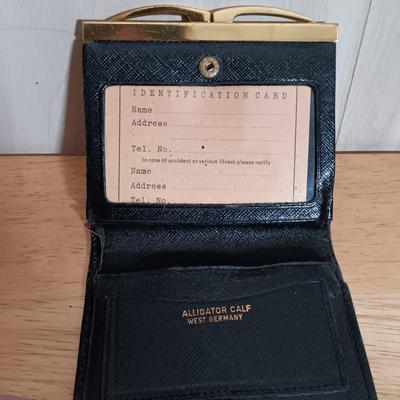 IDENTIFICATION CARD
Name
Address
Tel. No.
In case of accident or serious illness please notify
Name
Address
Tel. No.
ALLIGATOR CALF
WEST GERMANY